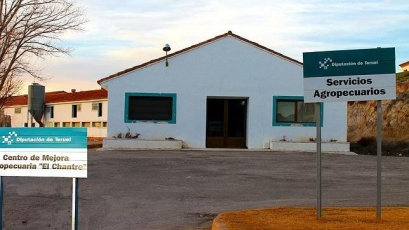 Diputación de Teruel
Servicios
Agropecuarios
Diputación de Teruel
Centro de Mejora
opecuaria "El Chantre"